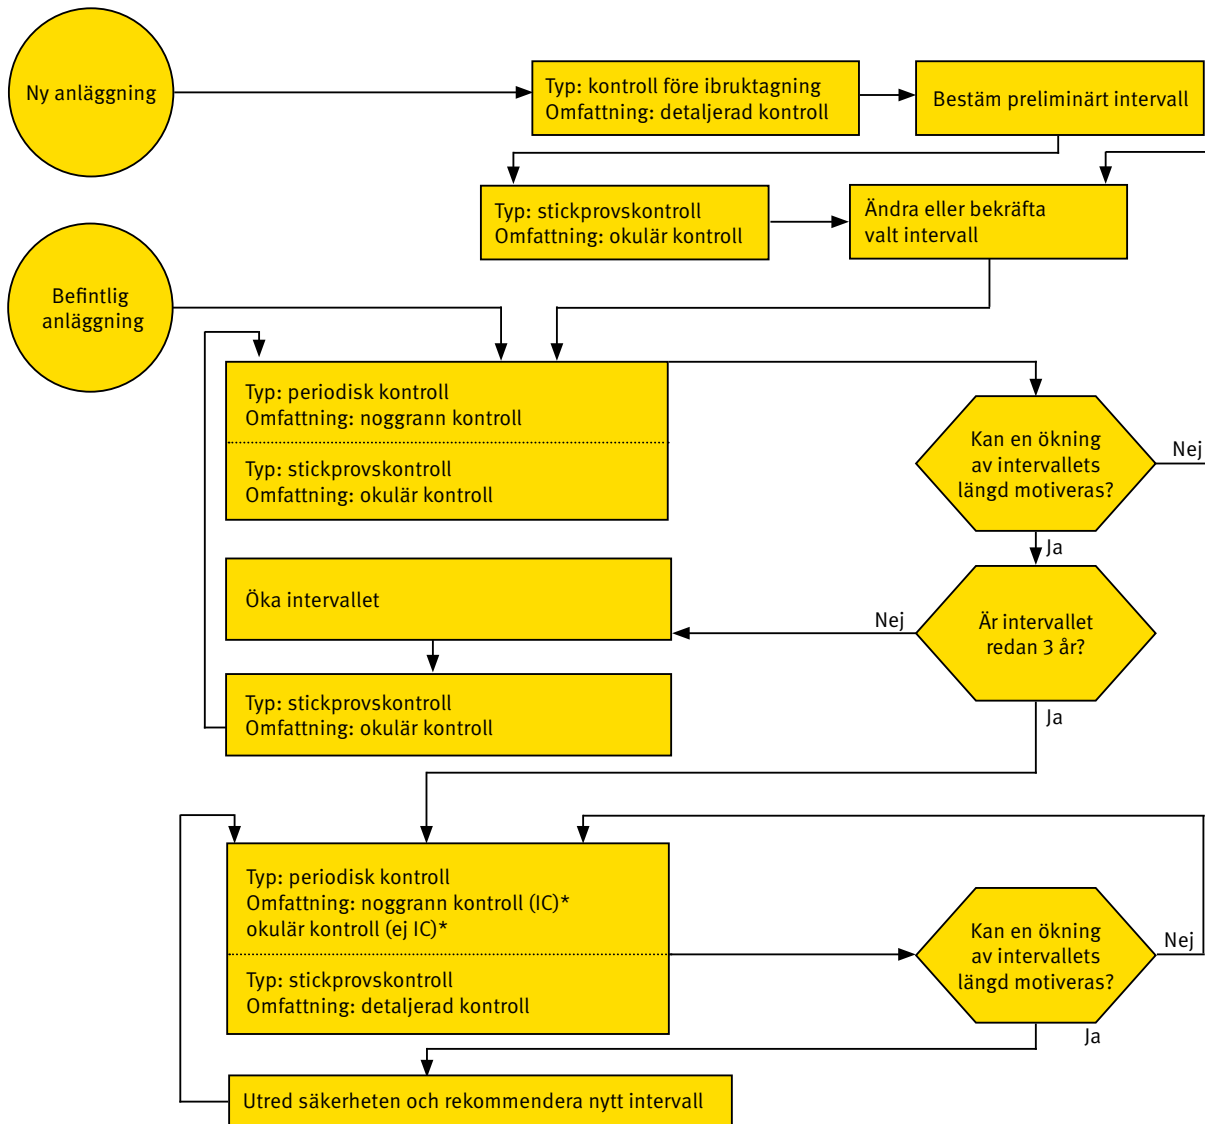 Ny anläggning
Typ: kontroll före ibruktagning
Omfattning: detaljerad kontroll
Bestäm preliminärt intervall
Typ: stickprovskontroll
Omfattning: okulär kontroll
Ändra eller bekräfta
valt intervall
Befintlig
anläggning
Typ: periodisk kontroll
Omfattning: noggrann kontroll
Typ: stickprovskontroll
Omfattning: okulär kontroll
Kan en ökning
av intervallets
längd motiveras?
Nej
Ja
Öka intervallet
Nej
Är intervallet
redan 3 år?
Typ: stickprovskontroll
Omfattning: okulär kontroll
Ja
Typ: periodisk kontroll
Omfattning: noggrann kontroll (IC)*
okulär kontroll (ej IC)*
Typ: stickprovskontroll
Omfattning: detaljerad kontroll
Kan en ökning
av intervallets
längd motiveras?
Nej
Ja
Utred säkerheten och rekommendera nytt intervall